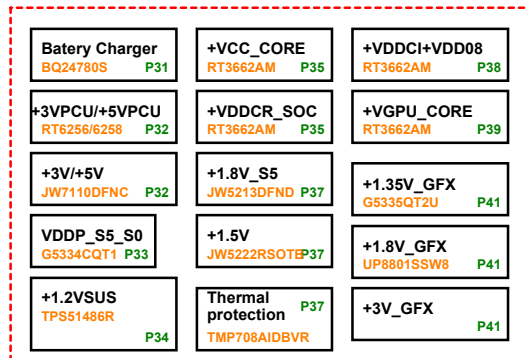 Batery Charger
BQ24780S P31
+3VPCU/+5VPCU
RT6256/6258 P32
+3V/+5V
JW7110DFNC P32
VDDP_S5_S0
G5334CQT1 P33
+1.2VSUS
TPS51486R
P34
+VCC_CORE
RT3662AM P35
+VDDCR_SOC
RT3662AM P35
+1.8V_S5
JW5213DFND P37
+1.5V
JW5222RSOTB P37
Thermal P37
protection
TMP708AIDBVR
+VDDCI+VDD08
RT3662AM P38
+VGPU_CORE
RT3662AM P39
+1.35V_GFX
G5335QT2U P41
+1.8V_GFX
UP8801SSW8 P41
+3V_GFX
P41